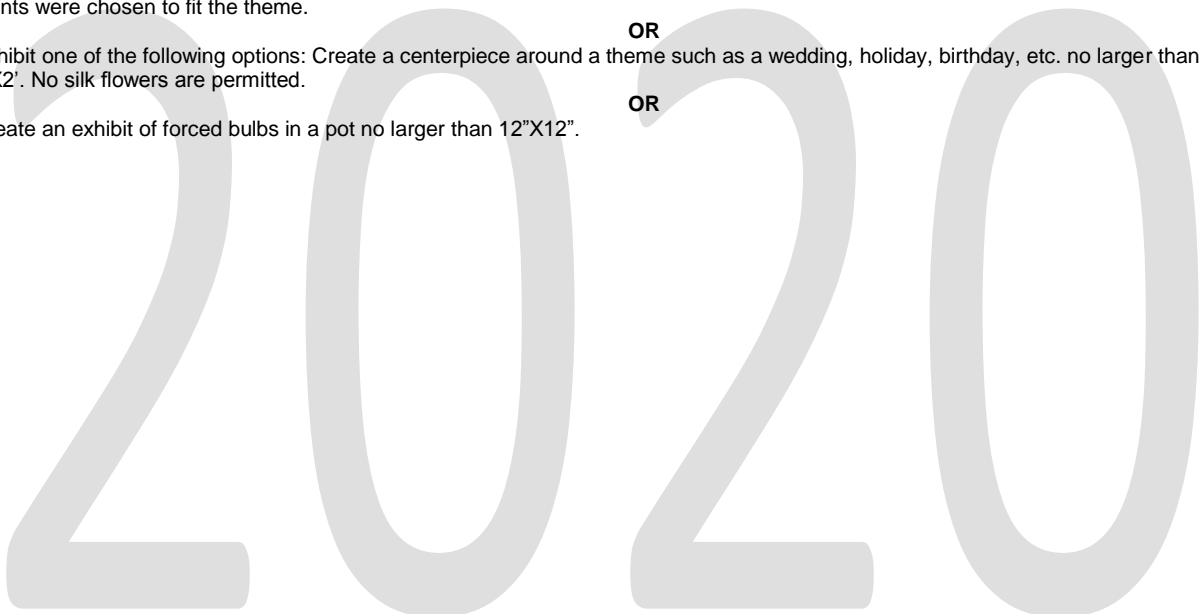 nts were chosen to fit the theme.
OR
hibit one of the following options: Create a centerpiece around a theme such as a wedding, holiday, birthday, etc. no larger than
X2’. No silk flowers are permitted.
OR
eate an exhibit of forced bulbs in a pot no larger than 12”X12”.
2020